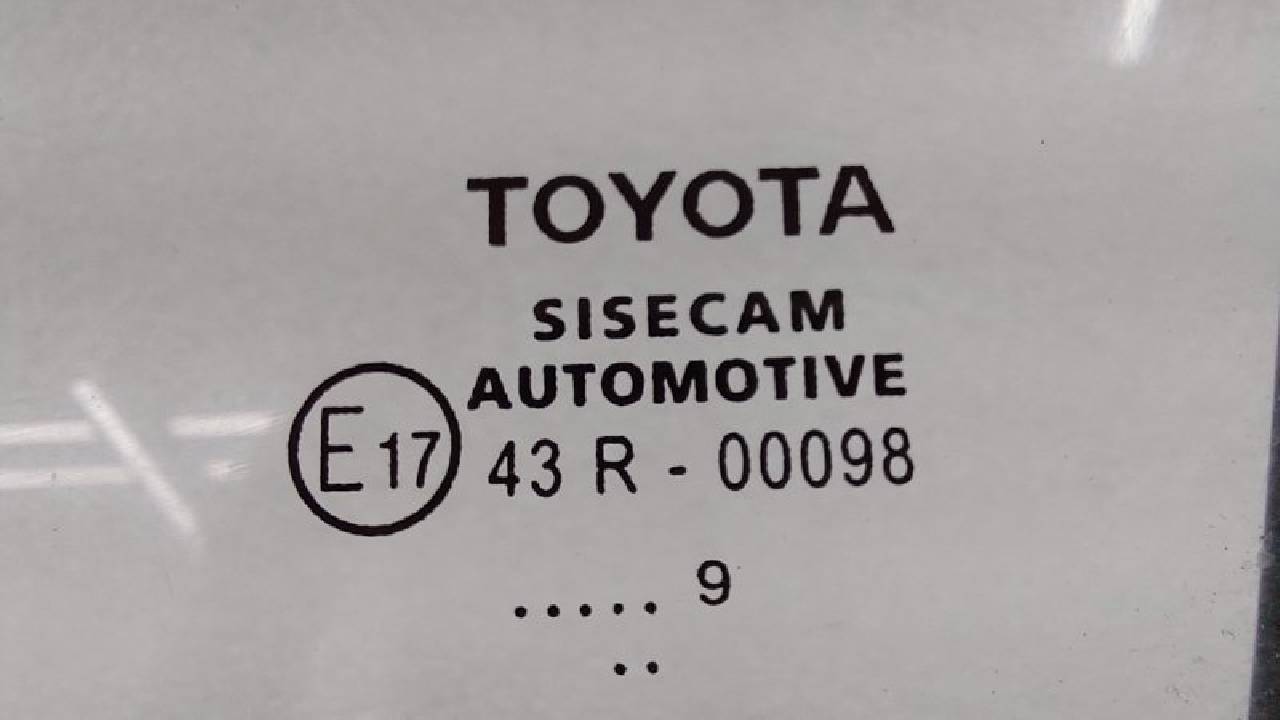 TOYOTA
SISECAM
AUTOMOTIVE
E17 43 R - 00098
..... 9
..